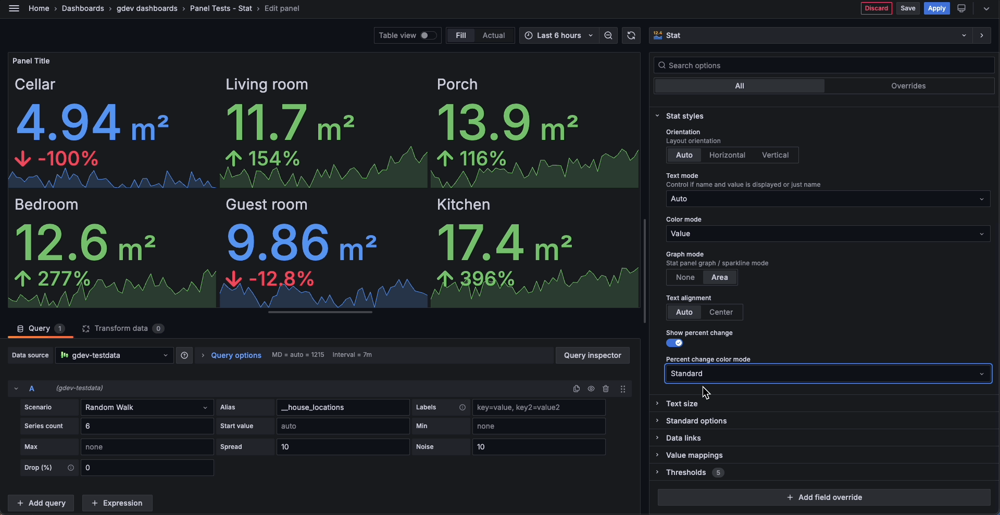 Home › Dashboards › gdev dashboards › Panel Tests - Stat › Edit panel
Discard Save Apply
Table view Fill Actual Last 6 hours
12.4 Stat
Panel Title
Cellar
4.94 m²
-100%
Living room
11.7 m²
154%
Porch
13.9 m²
116%
Bedroom
12.6 m²
277%
Guest room
9.86 m²
-12.8%
Kitchen
17.4 m²
396%
Query 1 Transform data 0
Data source gdev-testdata Query options MD = auto = 1215 Interval = 7m Query inspector
A (gdev-testdata)
Scenario Random Walk Alias __house_locations Labels key=value, key2=value2
Series count 6 Start value auto Min none
Max none Spread 10 Noise 10
Drop (%) 0
+ Add query + Expression
Search options
All Overrides
Stat styles
Orientation
Layout orientation
Auto Horizontal Vertical
Text mode
Control if name and value is displayed or just name
Auto
Color mode
Value
Graph mode
Stat panel graph / sparkline mode
None Area
Text alignment
Auto Center
Show percent change
Percent change color mode
Standard
Text size
Standard options
Data links
Value mappings
Thresholds 5
+ Add field override